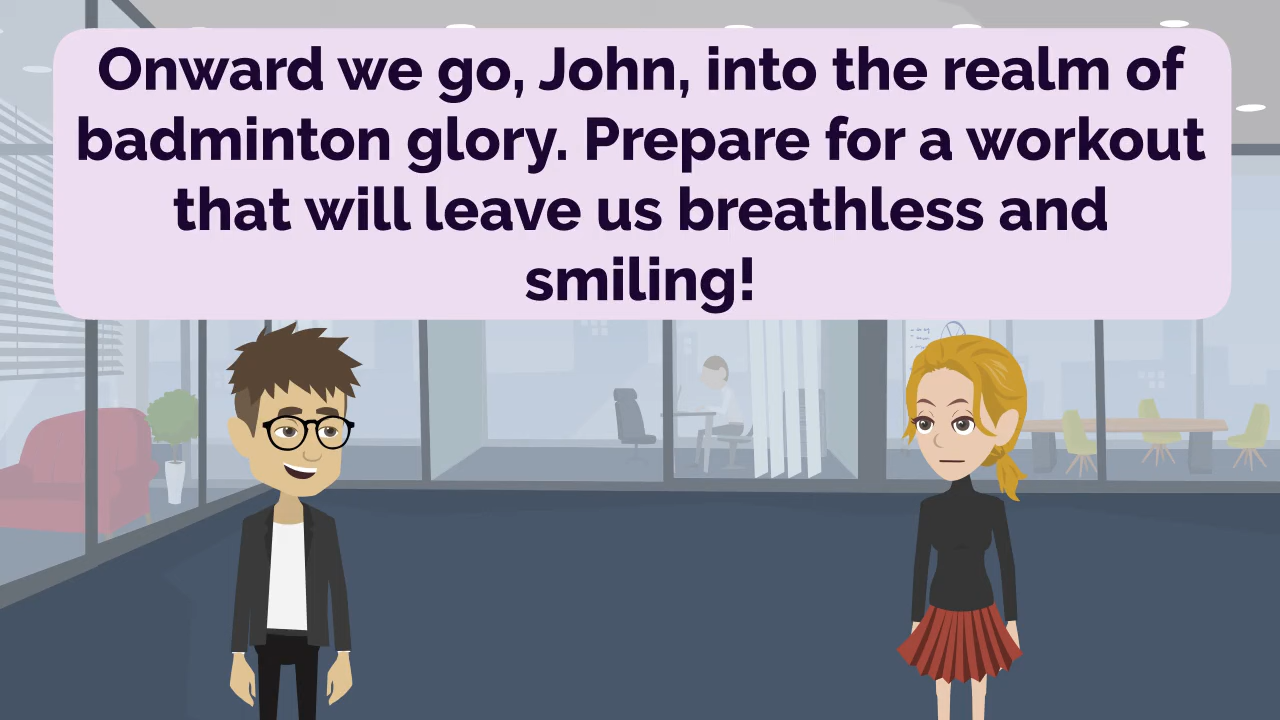 Onward we go, John, into the realm of
badminton glory. Prepare for a workout
that will leave us breathless and
smiling!